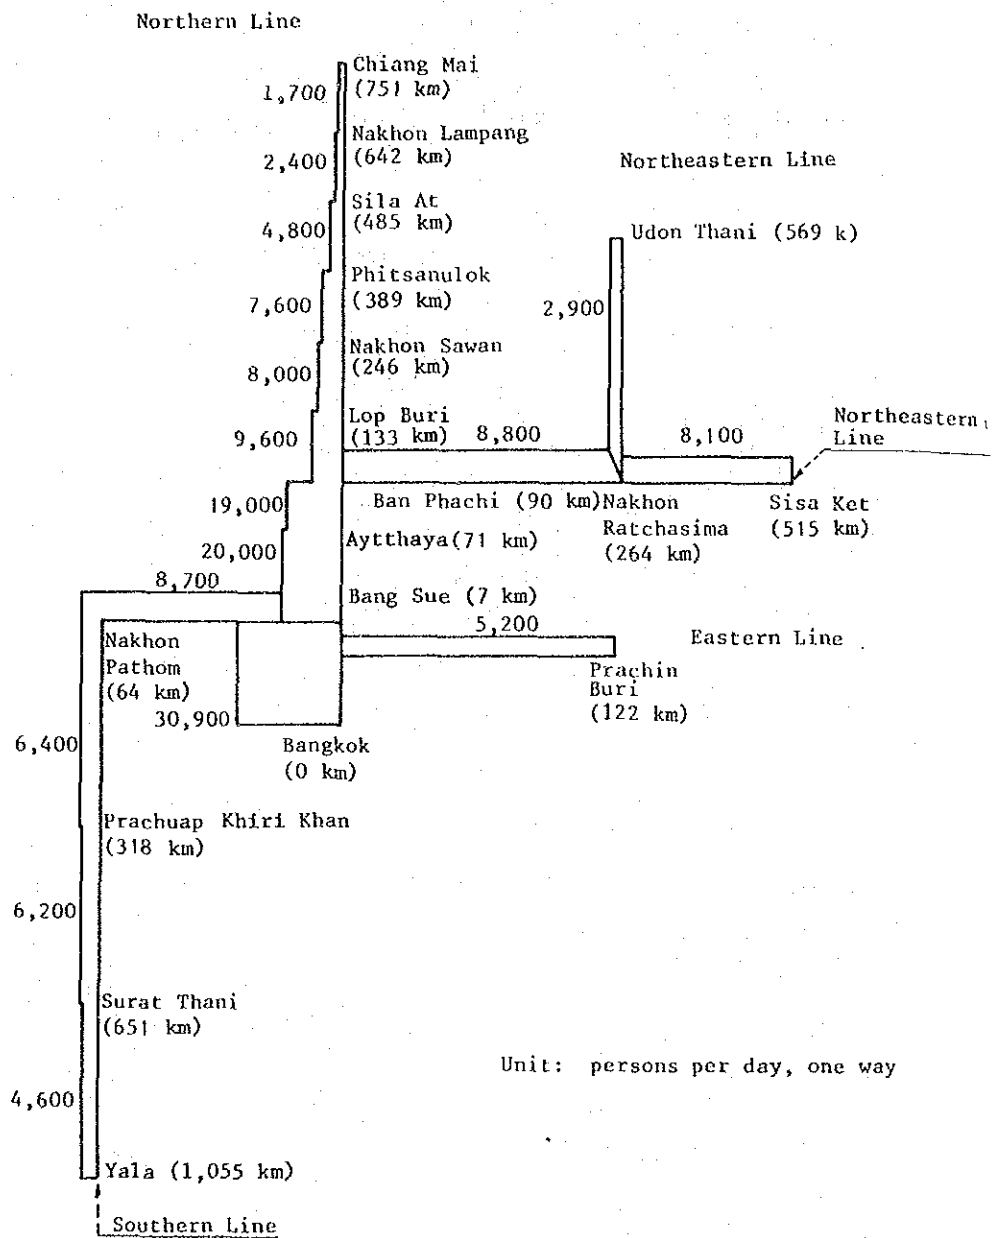 Northern Line
Chiang Mai
(751 km)
1,700
Nakhon Lampang
(642 km)
2,400
Northeastern Line
Sila At
(485 km)
4,800
Udon Thani (569 k)
Phitsanulok
(389 km)
7,600
2,900
Nakhon Sawan
(246 km)
8,000
Lop Buri
(133 km)
9,600
8,800
8,100
Northeastern
Line
19,000
Ban Phachi (90 km)
Nakhon
Ratchasima
(264 km)
Sisa Ket
(515 km)
Aytthaya(71 km)
20,000
8,700
Bang Sue (7 km)
5,200
Eastern Line
Nakhon
Pathom
(64 km)
Prachin
Buri
(122 km)
30,900
Bangkok
(0 km)
6,400
Prachuap Khiri Khan
(318 km)
6,200
Surat Thani
(651 km)
Unit: persons per day, one way
4,600
Yala (1,055 km)
Southern Line